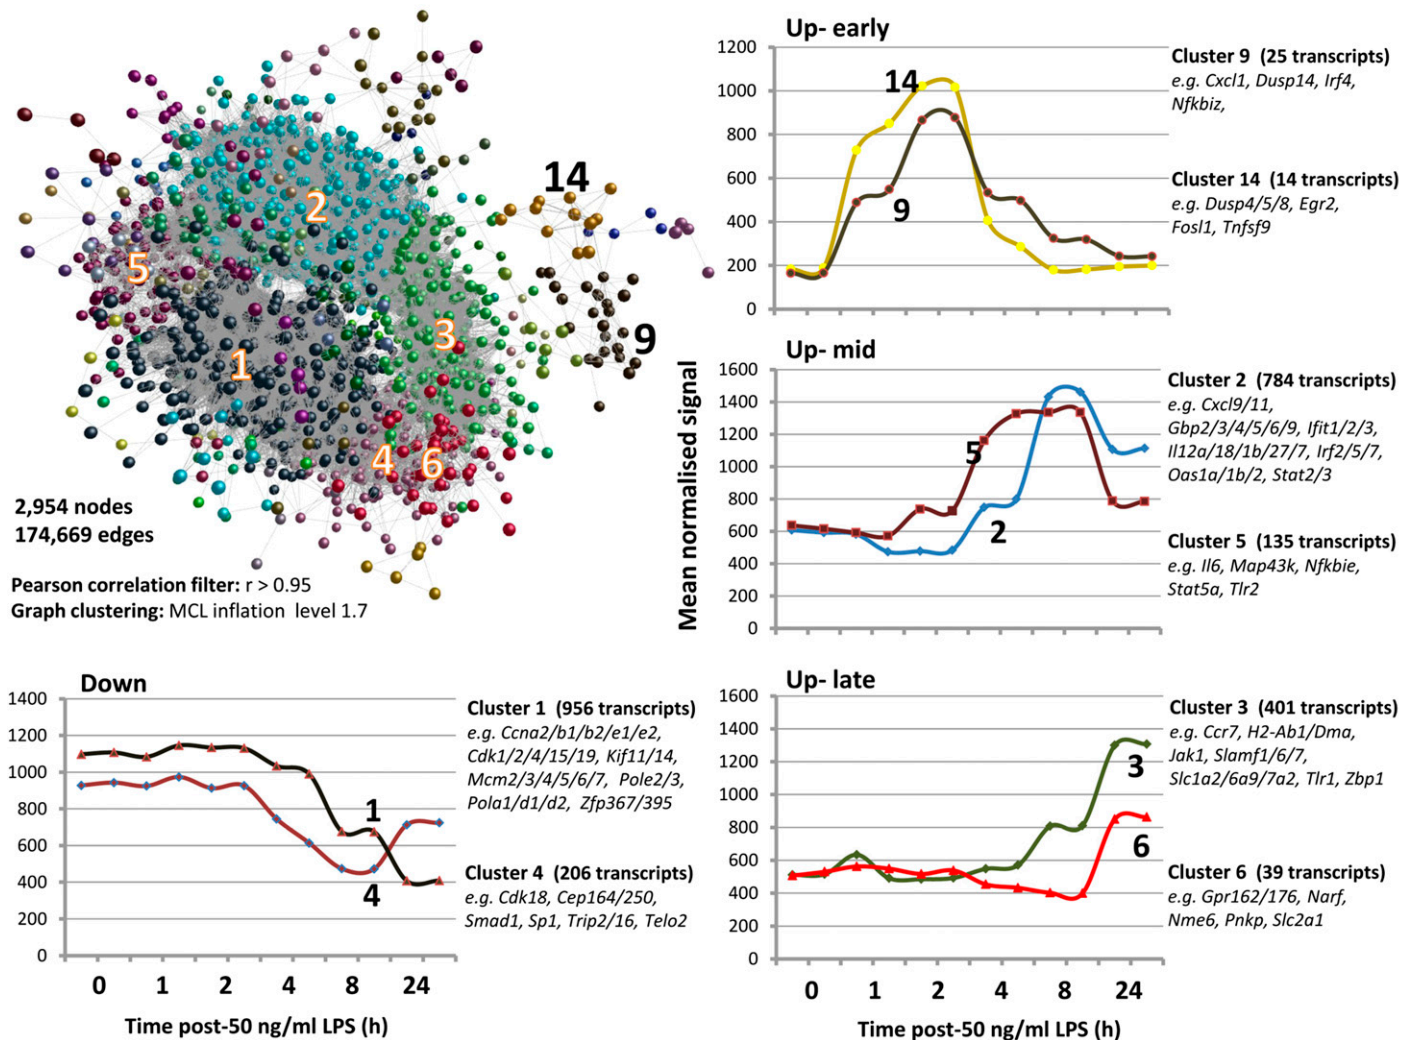 14
2
5
3
1
9
4
6
2,954 nodes
174,669 edges
Pearson correlation filter: r > 0.95
Graph clustering: MCL inflation level 1.7
Up- early
1200
1000
800
600
400
200
0
14
9
Cluster 9 (25 transcripts)
e.g. Cxcl1, Dusp14, Irf4,
Nfkbiz,
Cluster 14 (14 transcripts)
e.g. Dusp4/5/8, Egr2,
Fosl1, Tnfsf9
Mean normalised signal
Up- mid
1600
1400
1200
1000
800
600
400
200
0
5
2
Cluster 2 (784 transcripts)
e.g. Cxcl9/11,
Gbp2/3/4/5/6/9, Ifit1/2/3,
Il12a/18/1b/27/7, Irf2/5/7,
Oas1a/1b/2, Stat2/3
Cluster 5 (135 transcripts)
e.g. Il6, Map43k, Nfkbie,
Stat5a, Tlr2
Down
1400
1200
1000
800
600
400
200
0
1
4
0 1 2 4 8 24
Time post-50 ng/ml LPS (h)
Cluster 1 (956 transcripts)
e.g. Ccna2/b1/b2/e1/e2,
Cdk1/2/4/15/19, Kif11/14,
Mcm2/3/4/5/6/7, Pole2/3,
Pola1/d1/d2, Zfp367/395
Cluster 4 (206 transcripts)
e.g. Cdk18, Cep164/250,
Smad1, Sp1, Trip2/16, Telo2
Up- late
1600
1400
1200
1000
800
600
400
200
0
3
6
0 1 2 4 8 24
Time post-50 ng/ml LPS (h)
Cluster 3 (401 transcripts)
e.g. Ccr7, H2-Ab1/Dma,
Jak1, Slamf1/6/7,
Slc1a2/6a9/7a2, Tlr1, Zbp1
Cluster 6 (39 transcripts)
e.g. Gpr162/176, Narf,
Nme6, Pnkp, Slc2a1